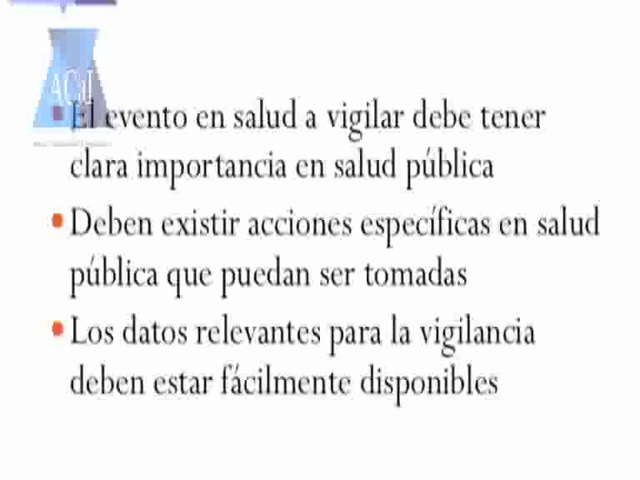 El evento en salud a vigilar debe tener
clara importancia en salud pública
Deben existir acciones específicas en salud
pública que puedan ser tomadas
Los datos relevantes para la vigilancia
deben estar fácilmente disponibles